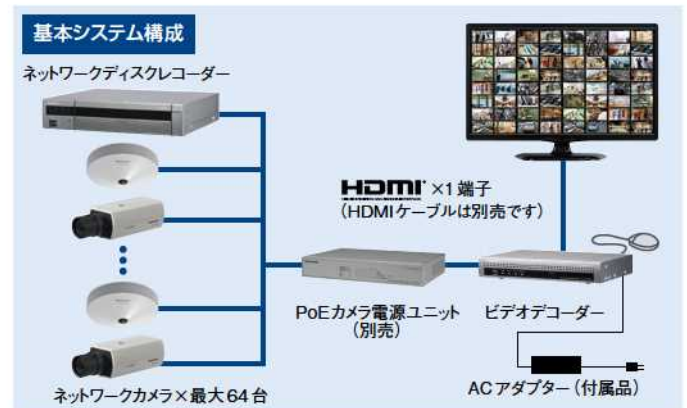 基本システム構成
ネットワークディスクレコーダー
HDMI ×1端子
（HDMIケーブルは別売です）
PoEカメラ電源ユニット
（別売）
ビデオデコーダー
ACアダプター（付属品）
ネットワークカメラ×最大64台